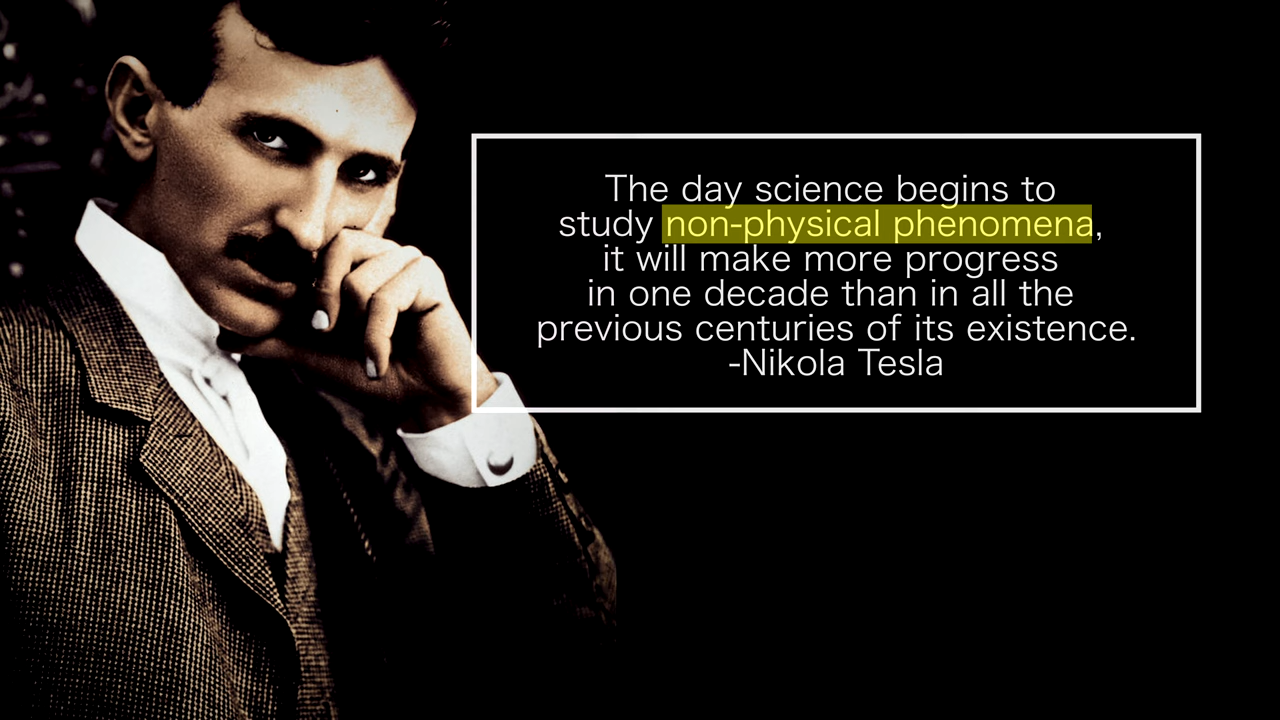 The day science begins to
study non-physical phenomena,
it will make more progress
in one decade than in all the
previous centuries of its existence.
-Nikola Tesla